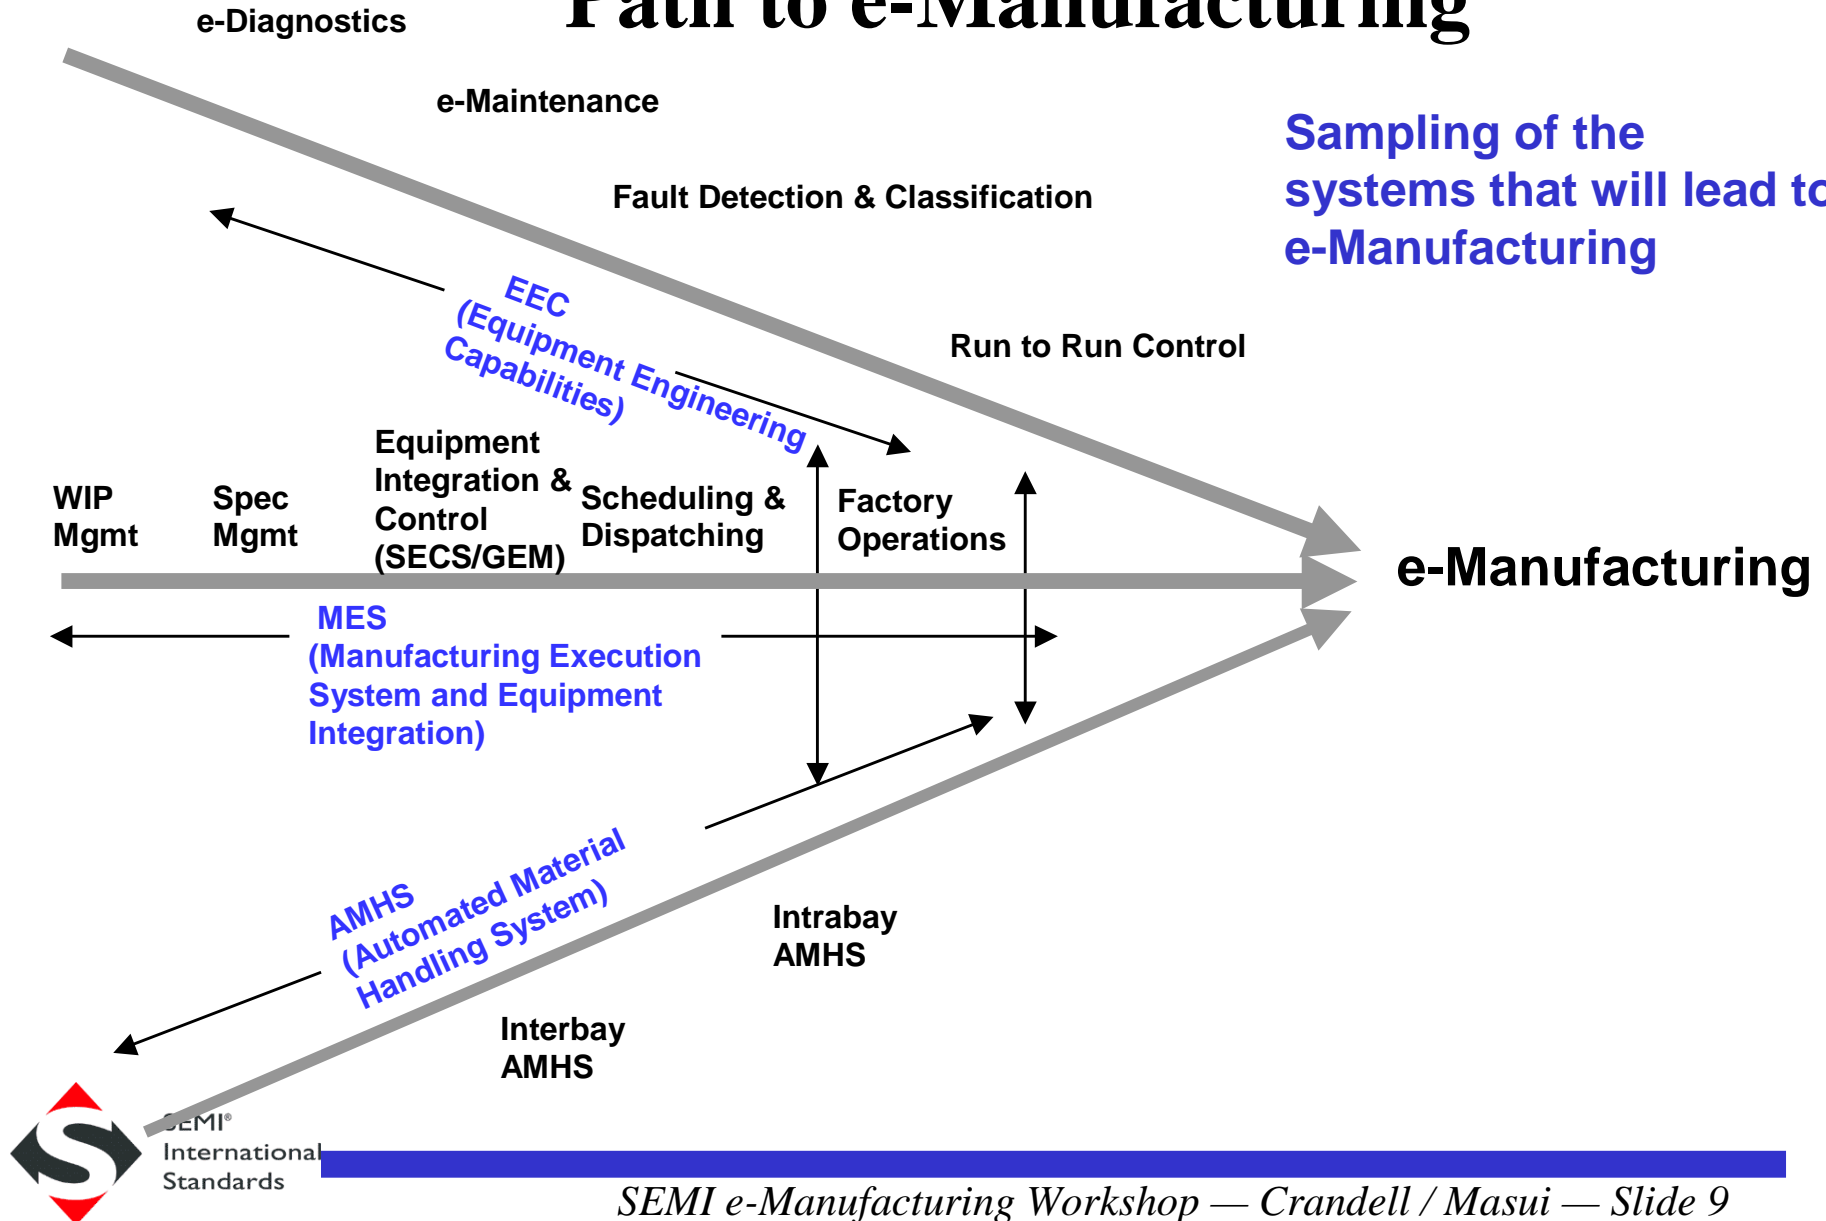 Path to e-Manufacturing
e-Diagnostics
e-Maintenance
Sampling of the
systems that will lead to
e-Manufacturing
Fault Detection & Classification
EEC
(Equipment Engineering
Capabilities)
Run to Run Control
WIP
Mgmt
Spec
Mgmt
Equipment
Integration &
Control
(SECS/GEM)
Scheduling &
Dispatching
Factory
Operations
e-Manufacturing
MES
(Manufacturing Execution
System and Equipment
Integration)
AMHS
(Automated Material
Handling System)
Intrabay
AMHS
Interbay
AMHS
SEMI®
International
Standards
SEMI e-Manufacturing Workshop — Crandell / Masui — Slide 9